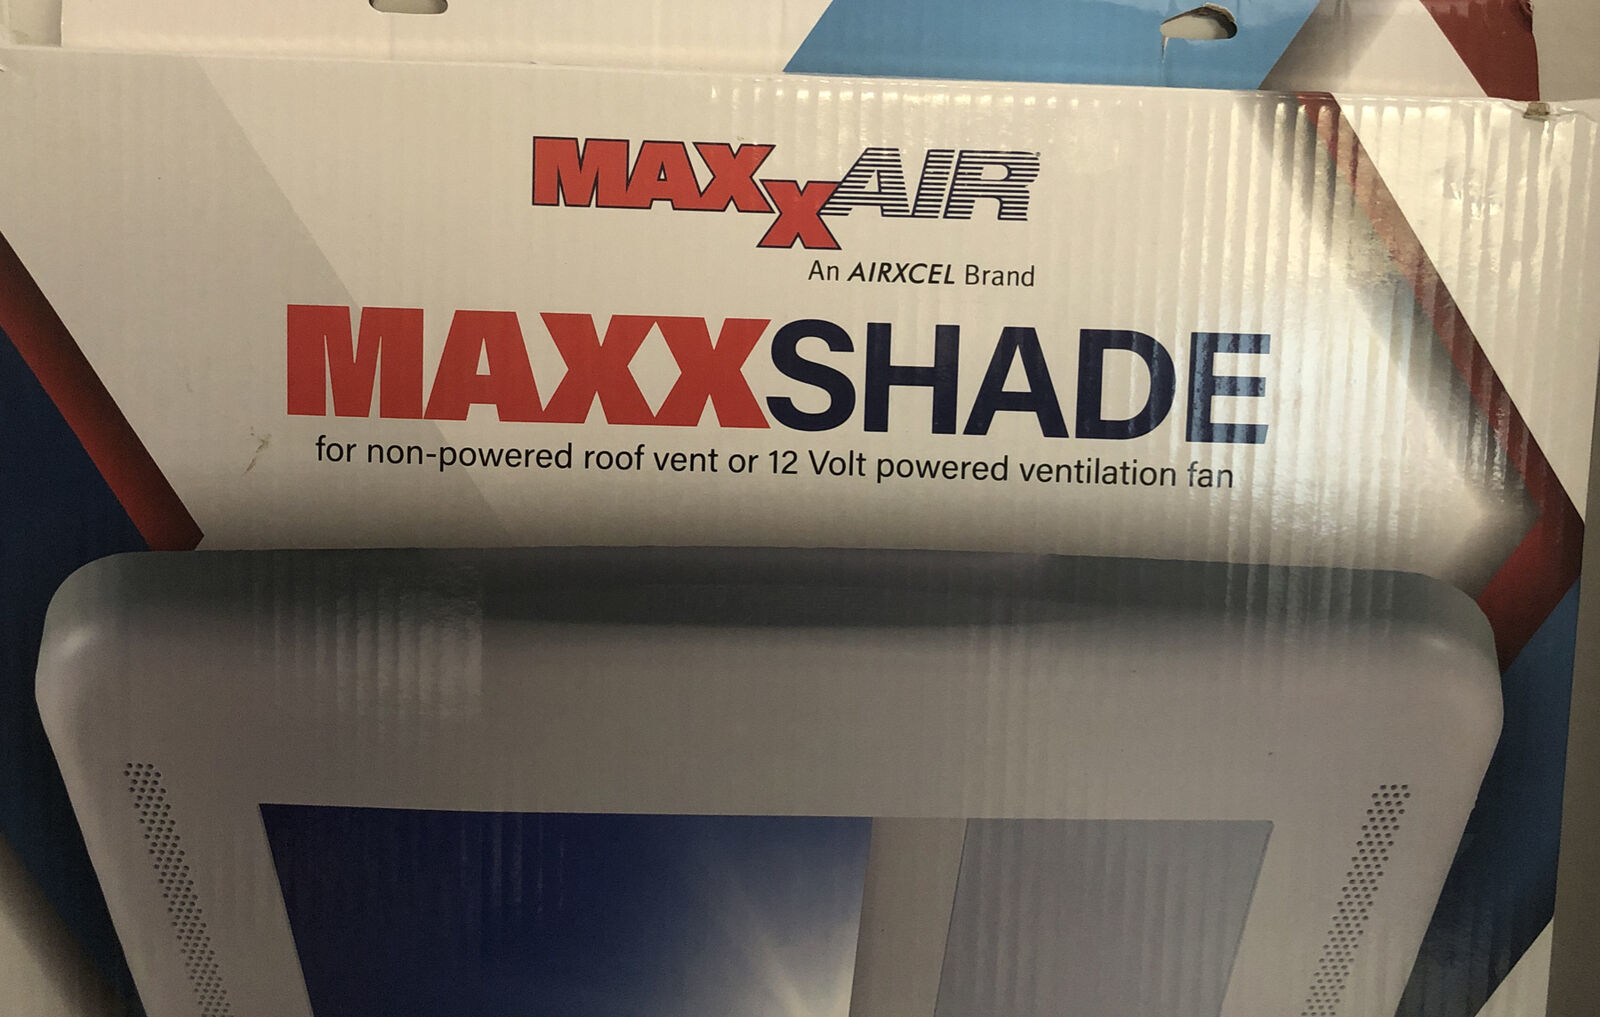 MAXXAIR
An AIRXCEL Brand
MAXXSHADE
for non-powered roof vent or 12 Volt powered ventilation fan